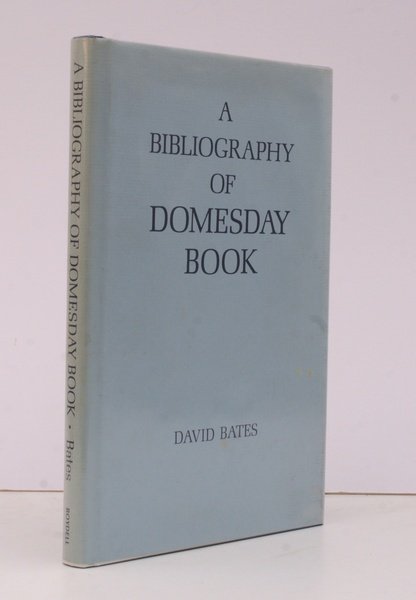 A
BIBLIOGRAPHY
OF
DOMESDAY
BOOK
DAVID BATES
A BIBLIOGRAPHY OF DOMESDAY BOOK · Bates
BOYDELL